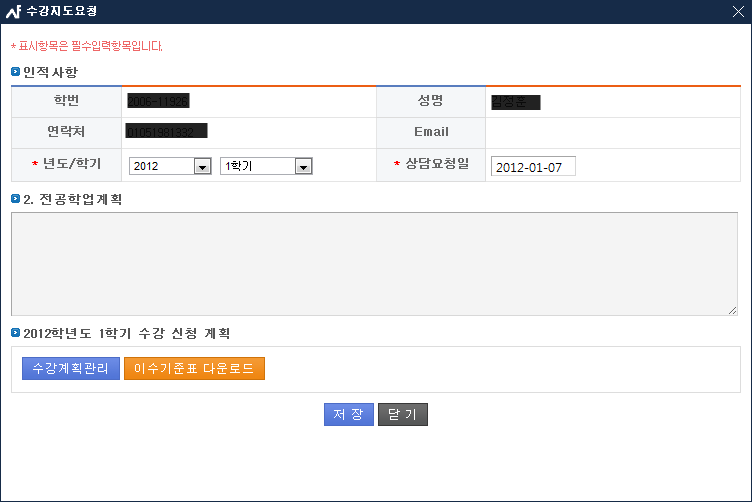 수강지도요청
* 표시항목은 필수입력항목입니다.
인적사항
학번 성명
연락처 Email
* 년도/학기 2012 1학기 * 상담요청일 2012-01-07
2. 전공학업계획
2012학년도 1학기 수강 신청 계획
수강계획관리 이수기준표 다운로드
저 장 닫 기